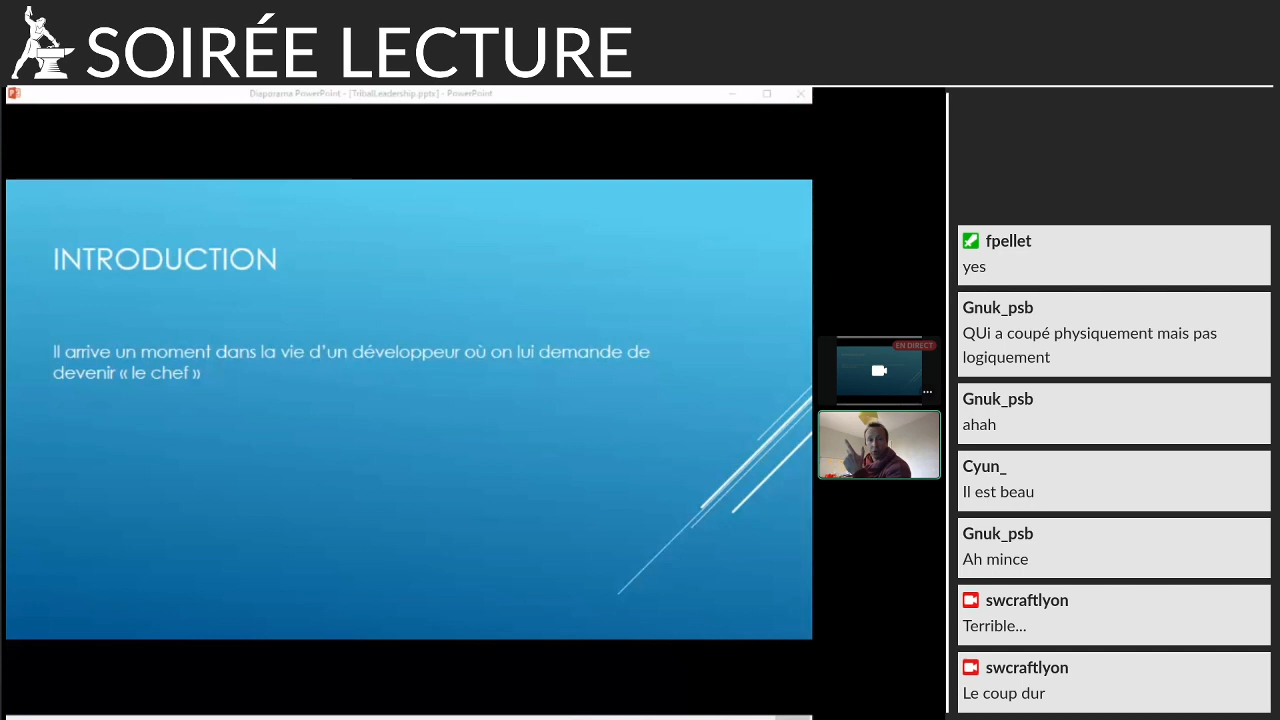 SOIRÉE LECTURE
Diaporama PowerPoint - [TribalLeadership.pptx] - PowerPoint
INTRODUCTION
Il arrive un moment dans la vie d’un développeur où on lui demande de
devenir « le chef »
EN DIRECT
fpellet
yes
Gnuk_psb
QUi a coupé physiquement mais pas
logiquement
Gnuk_psb
ahah
Cyun_
Il est beau
Gnuk_psb
Ah mince
swcraftlyon
Terrible...
swcraftlyon
Le coup dur